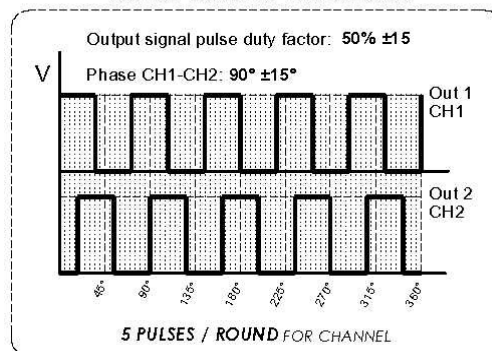 Output signal pulse duty factor: 50% ±15
V
Phase CH1-CH2: 90° ±15°
Out 1
CH1
Out 2
CH2
45° 90° 135° 180° 225° 270° 315° 360°
5 PULSES / ROUND FOR CHANNEL